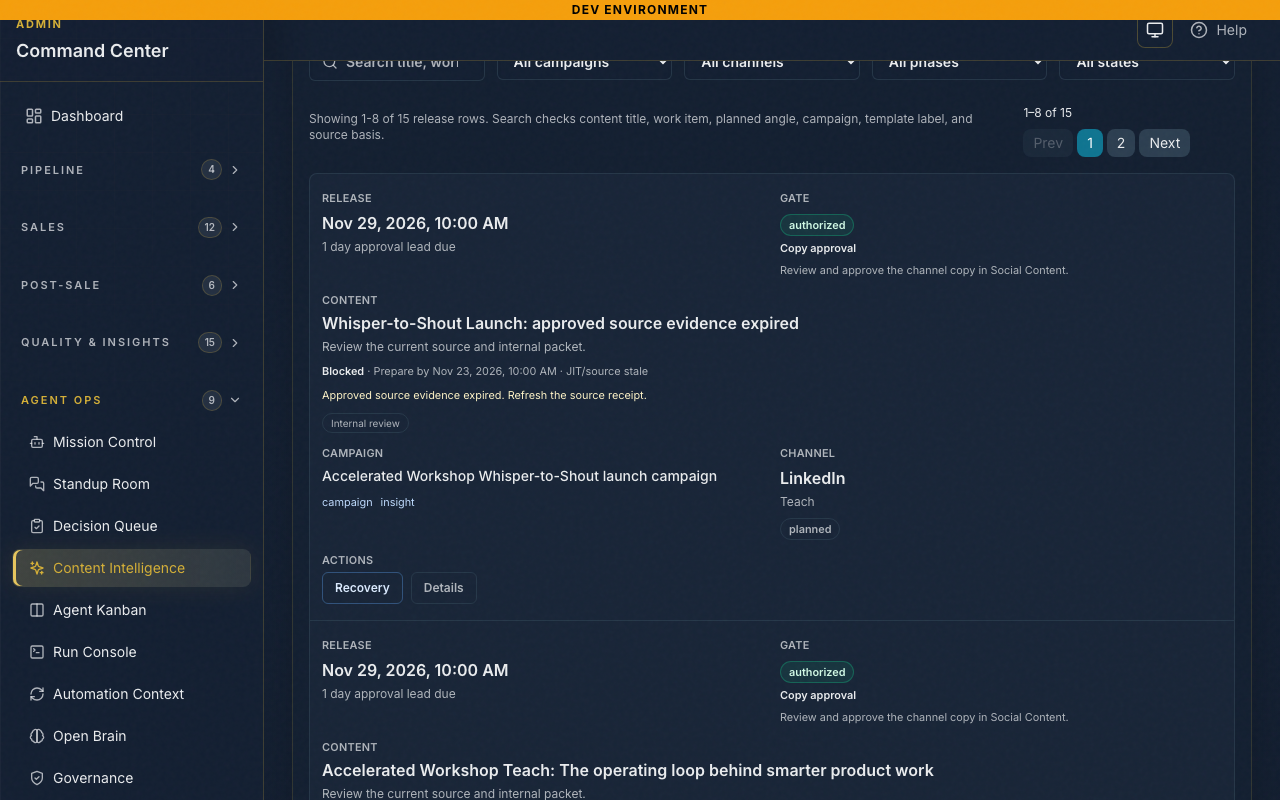 DEV ENVIRONMENT
ADMIN
Command Center
Help
Dashboard
PIPELINE 4
SALES 12
POST-SALE 6
QUALITY & INSIGHTS 15
AGENT OPS 9
Mission Control
Standup Room
Decision Queue
Content Intelligence
Agent Kanban
Run Console
Automation Context
Open Brain
Governance
Search title, wor
All campaigns
All channels
All phases
All states
Showing 1-8 of 15 release rows. Search checks content title, work item, planned angle, campaign, template label, and
source basis.
1–8 of 15
Prev 1 2 Next
RELEASE
Nov 29, 2026, 10:00 AM
1 day approval lead due
GATE
authorized
Copy approval
Review and approve the channel copy in Social Content.
CONTENT
Whisper-to-Shout Launch: approved source evidence expired
Review the current source and internal packet.
Blocked · Prepare by Nov 23, 2026, 10:00 AM · JIT/source stale
Approved source evidence expired. Refresh the source receipt.
Internal review
CAMPAIGN
Accelerated Workshop Whisper-to-Shout launch campaign
campaign insight
CHANNEL
LinkedIn
Teach
planned
ACTIONS
Recovery Details
RELEASE
Nov 29, 2026, 10:00 AM
1 day approval lead due
GATE
authorized
Copy approval
Review and approve the channel copy in Social Content.
CONTENT
Accelerated Workshop Teach: The operating loop behind smarter product work
Review the current source and internal packet.